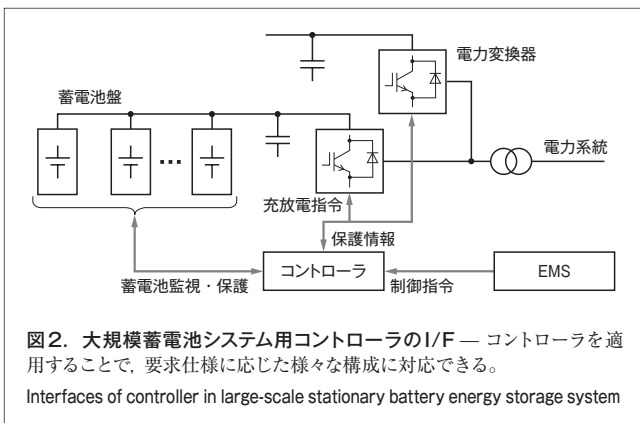 電力変換器
蓄電池盤
電力系統
充放電指令
保護情報
コントローラ
EMS
蓄電池監視・保護
制御指令
図2. 大規模蓄電池システム用コントローラのI/F — コントローラを適
用することで，要求仕様に応じた様々な構成に対応できる。
Interfaces of controller in large-scale stationary battery energy storage system